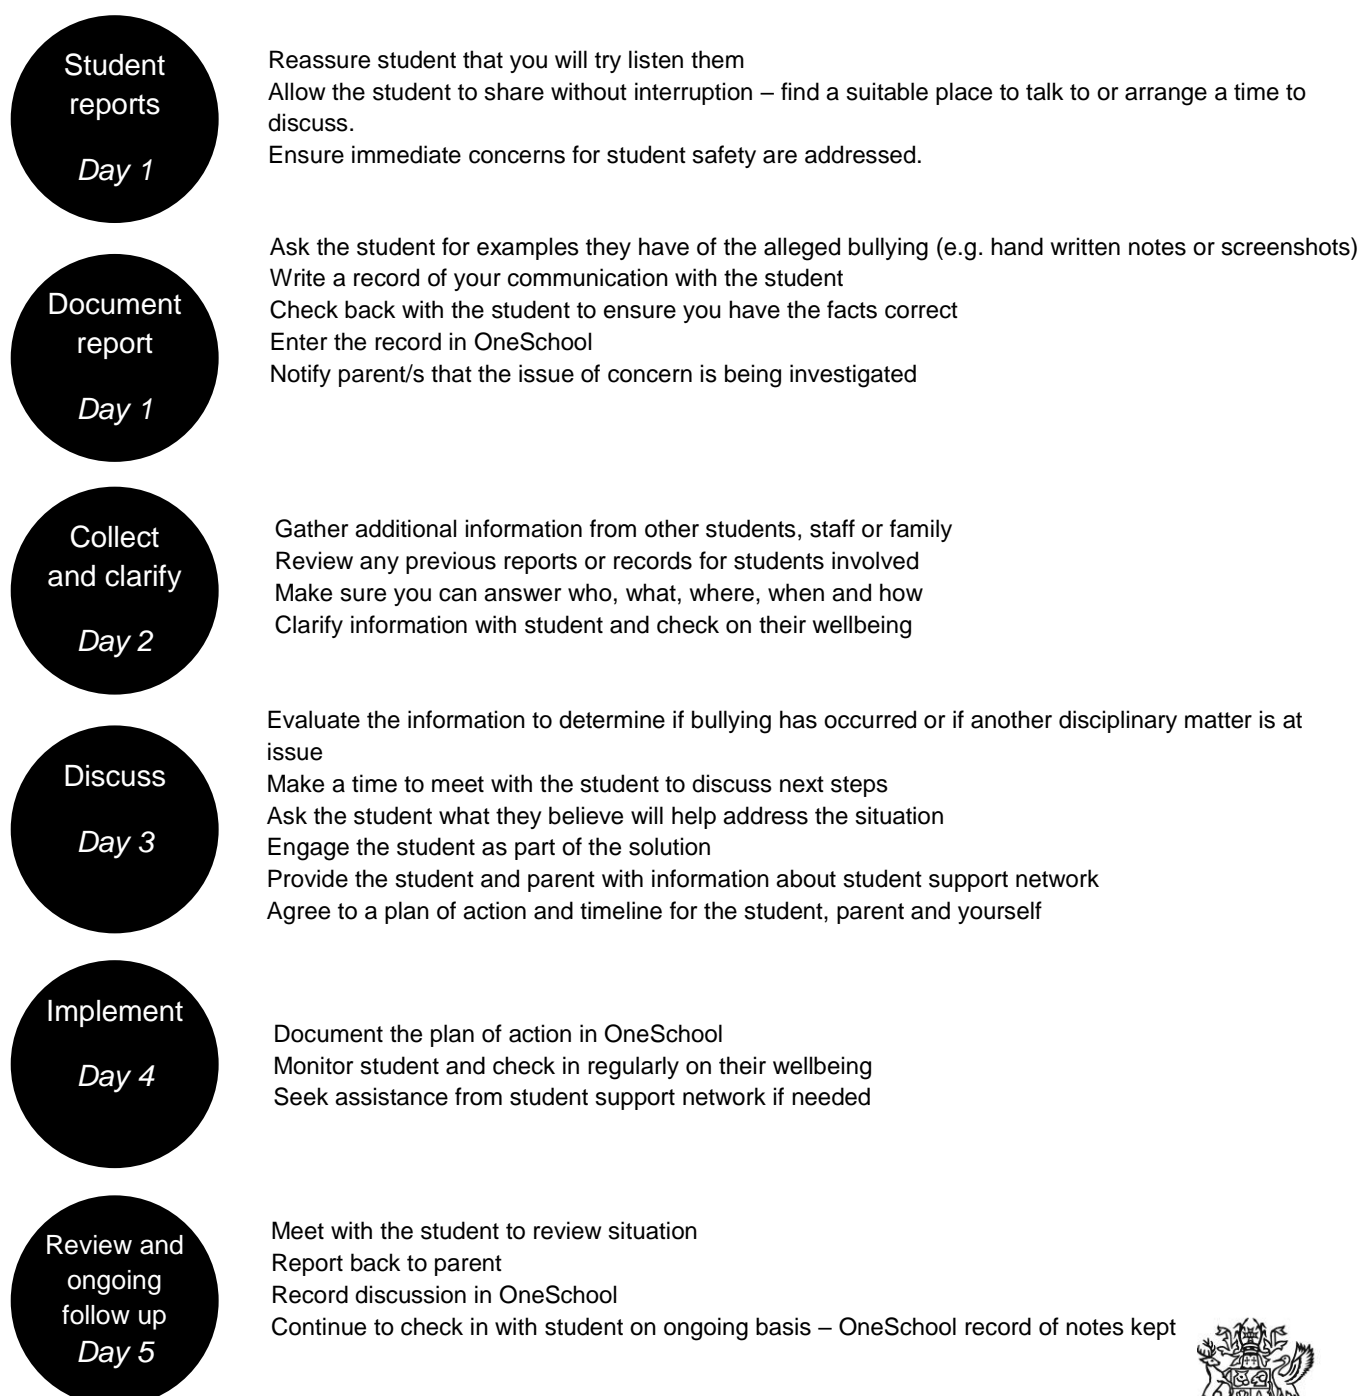 Student
reports
Day 1
Reassure student that you will try listen them
Allow the student to share without interruption – find a suitable place to talk to or arrange a time to
discuss.
Ensure immediate concerns for student safety are addressed.
Document
report
Day 1
Ask the student for examples they have of the alleged bullying (e.g. hand written notes or screenshots)
Write a record of your communication with the student
Check back with the student to ensure you have the facts correct
Enter the record in OneSchool
Notify parent/s that the issue of concern is being investigated
Collect
and clarify
Day 2
Gather additional information from other students, staff or family
Review any previous reports or records for students involved
Make sure you can answer who, what, where, when and how
Clarify information with student and check on their wellbeing
Discuss
Day 3
Evaluate the information to determine if bullying has occurred or if another disciplinary matter is at
issue
Make a time to meet with the student to discuss next steps
Ask the student what they believe will help address the situation
Engage the student as part of the solution
Provide the student and parent with information about student support network
Agree to a plan of action and timeline for the student, parent and yourself
Implement
Day 4
Document the plan of action in OneSchool
Monitor student and check in regularly on their wellbeing
Seek assistance from student support network if needed
Review and
ongoing
follow up
Day 5
Meet with the student to review situation
Report back to parent
Record discussion in OneSchool
Continue to check in with student on ongoing basis – OneSchool record of notes kept